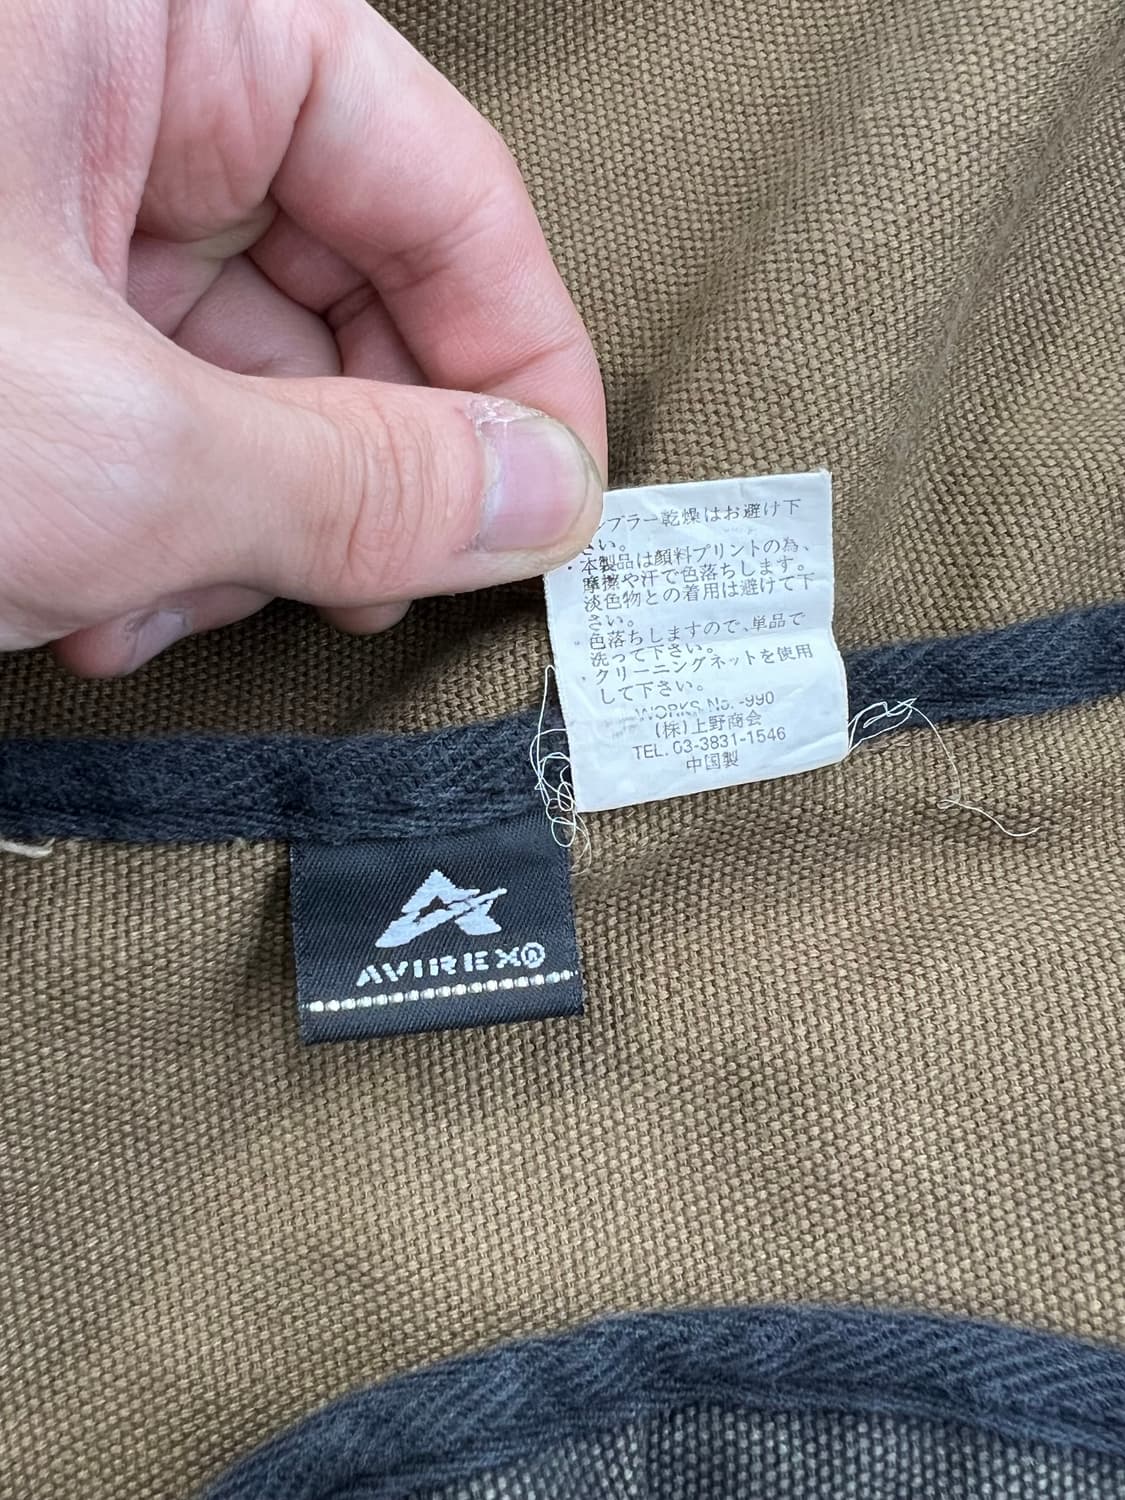 ンブラー乾燥はお避け下
さい。
・本製品は顔料プリントの為、
摩擦や汗で色落ちします。
淡色物との着用は避けて下
さい。
・色落ちしますので、単品で
洗って下さい。
・クリーニングネットを使用
して下さい。
WORKS No. -990
(株)上野商会
TEL. 03-3831-1546
中国製
AVIREX®